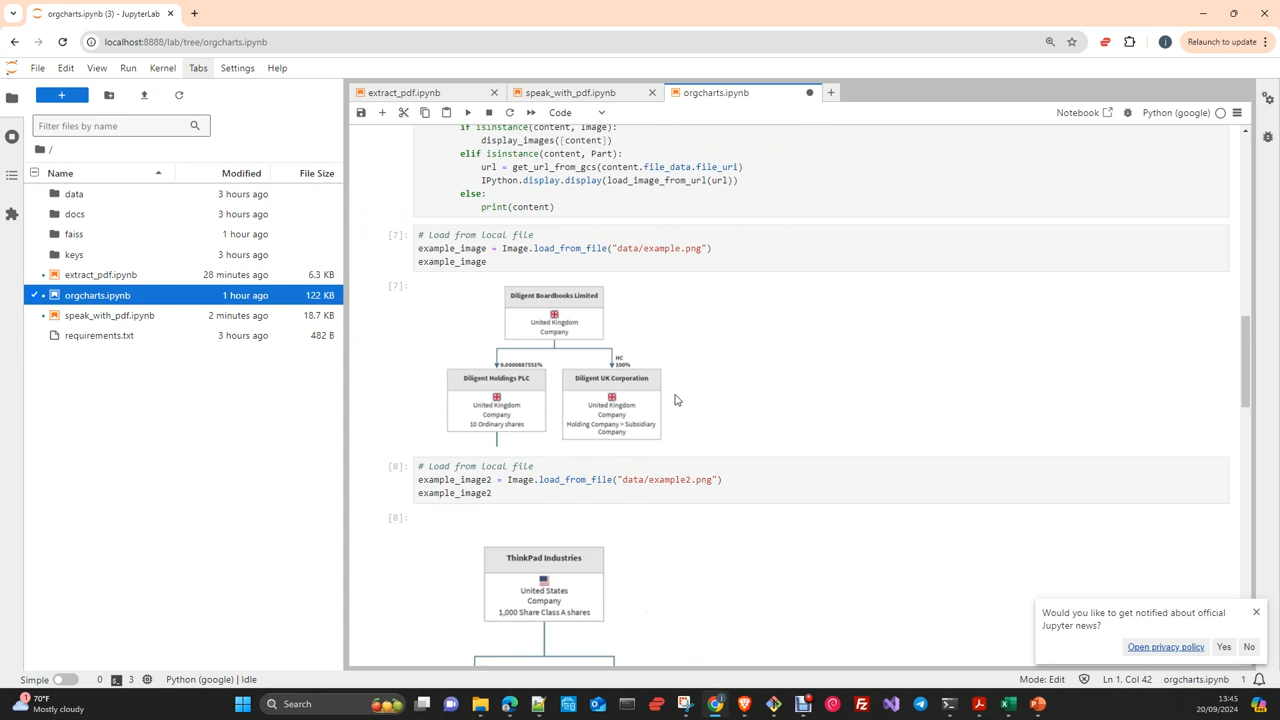 orgcharts.ipynb (3) - JupyterLab
localhost:8888/lab/tree/orgcharts.ipynb
Relaunch to update
File Edit View Run Kernel Tabs Settings Help
extract_pdf.ipynb
speak_with_pdf.ipynb
orgcharts.ipynb
Code
Notebook
Python (google)
Filter files by name
/
Name Modified File Size
data 3 hours ago
docs 3 hours ago
faiss 1 hour ago
keys 3 hours ago
extract_pdf.ipynb 28 minutes ago 6.3 KB
orgcharts.ipynb 1 hour ago 122 KB
speak_with_pdf.ipynb 2 minutes ago 18.7 KB
requirements.txt 3 hours ago 482 B
if isinstance(content, Image):
display_images([content])
elif isinstance(content, Part):
url = get_url_from_gcs(content.file_data.file_uri)
IPython.display.display(load_image_from_url(url))
else:
print(content)
[7]:
# Load from local file
example_image = Image.load_from_file("data/example.png")
example_image
[7]:
Diligent Boardbooks Limited
United Kingdom
Company
0.0000887551%
HC
100%
Diligent Holdings PLC
United Kingdom
Company
10 Ordinary shares
Diligent UK Corporation
United Kingdom
Company
Holding Company > Subsidiary
Company
[8]:
# Load from local file
example_image2 = Image.load_from_file("data/example2.png")
example_image2
[8]:
ThinkPad Industries
United States
Company
1,000 Share Class A shares
Would you like to get notified about official
Jupyter news?
Open privacy policy Yes No
Simple 0 3 Python (google) | Idle
Mode: Edit Ln 1, Col 42 orgcharts.ipynb 1
70°F
Mostly cloudy
Search
13:45
20/09/2024